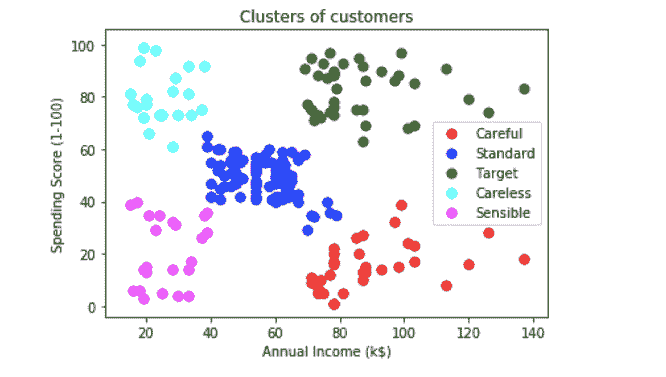 Clusters of customers
100
80
60
40
20
0
Spending Score (1-100)
Careful
Standard
Target
Careless
Sensible
20 40 60 80 100 120 140
Annual Income (k$)